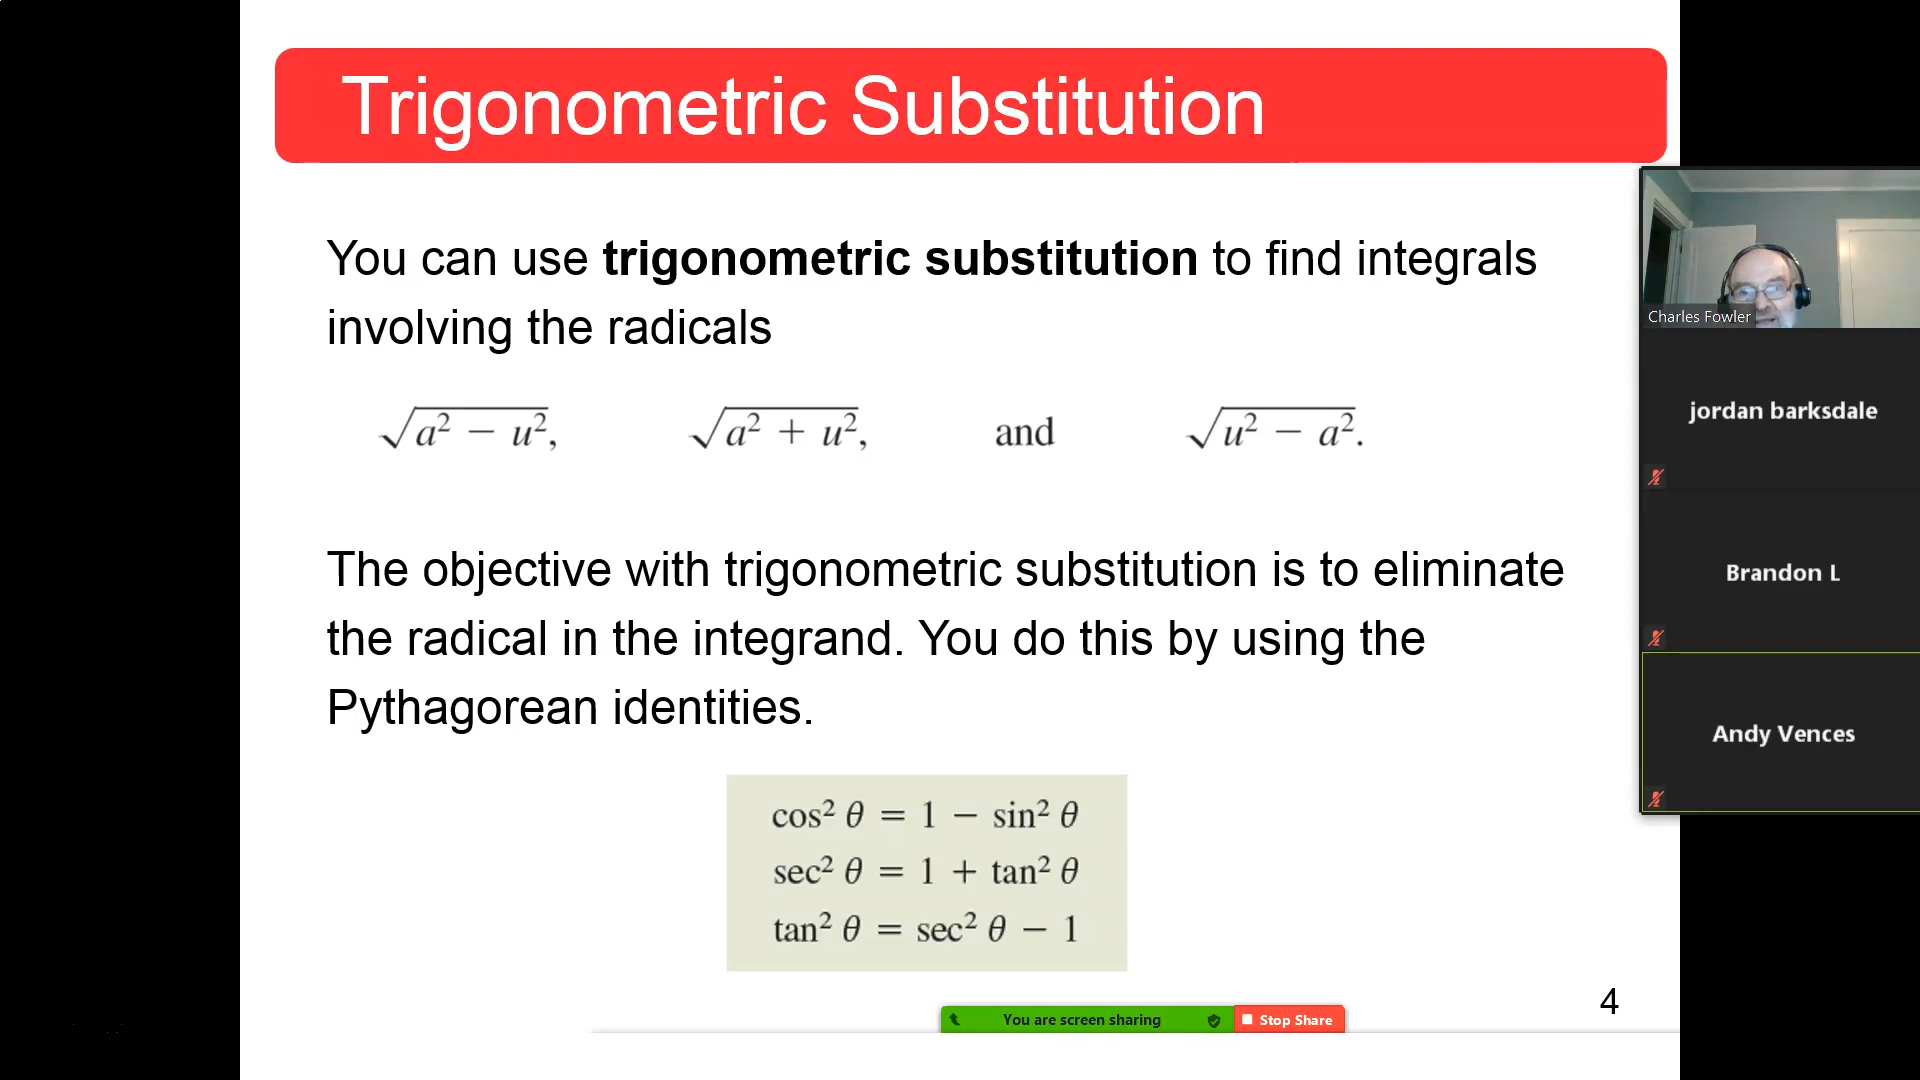 Trigonometric Substitution
You can use trigonometric substitution to find integrals
involving the radicals
√a² − u², √a² + u², and √u² − a².
The objective with trigonometric substitution is to eliminate
the radical in the integrand. You do this by using the
Pythagorean identities.
cos² θ = 1 − sin² θ
sec² θ = 1 + tan² θ
tan² θ = sec² θ − 1
4
You are screen sharing
Stop Share
Charles Fowler
jordan barksdale
Brandon L
Andy Vences